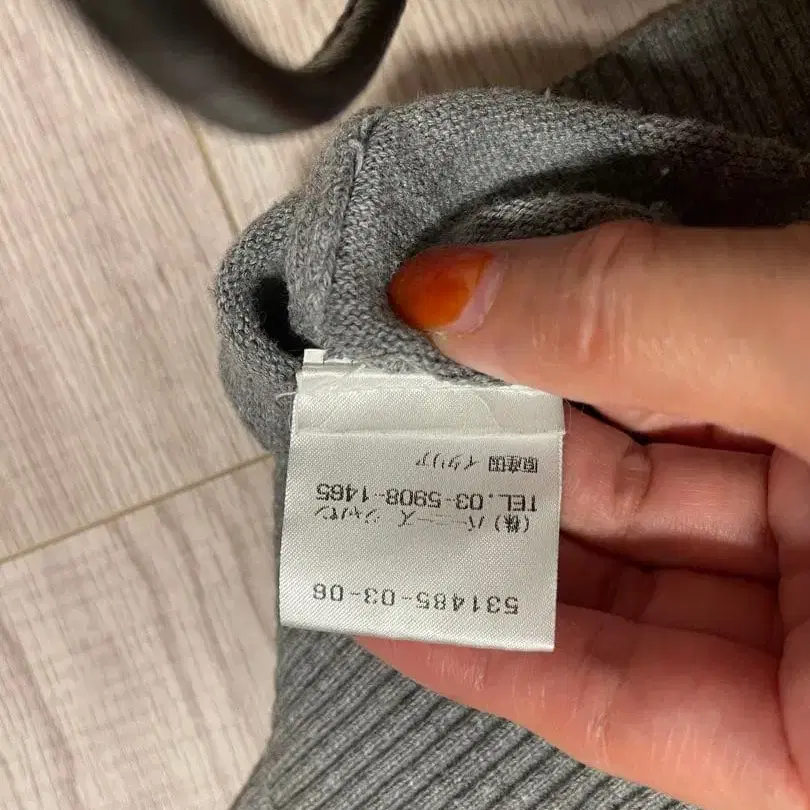 531485-03-06
(株)バーニーズ ジャパン
TEL.03-5908-1465
原産国 イタリア